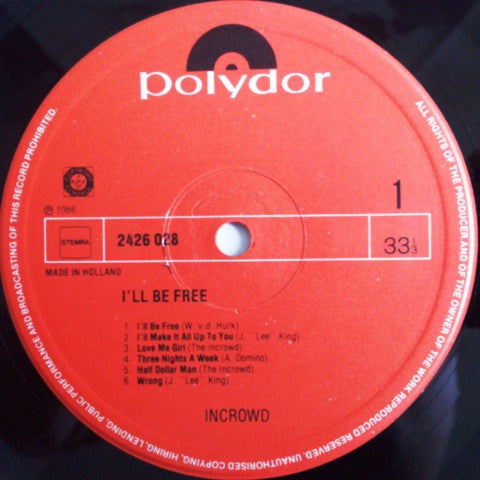 polydor
℗ 1966
1
STEMRA
2426 028
33⅓
MADE IN HOLLAND
I'LL BE FREE
1. I'll Be Free (W. v.d. Hurk)
2. I'll Make It All Up To You (J. "Lee" King)
3. Love Me Girl (The Incrowd)
4. Three Nights A Week (A. Domino)
5. Half Dollar Man (The Incrowd)
6. Wrong (J. "Lee" King)
INCROWD
ALL RIGHTS OF THE PRODUCER AND OF THE OWNER OF THE WORK REPRODUCED RESERVED. UNAUTHORISED COPYING, HIRING, LENDING, PUBLIC PERFORMANCE AND BROADCASTING OF THIS RECORD PROHIBITED.